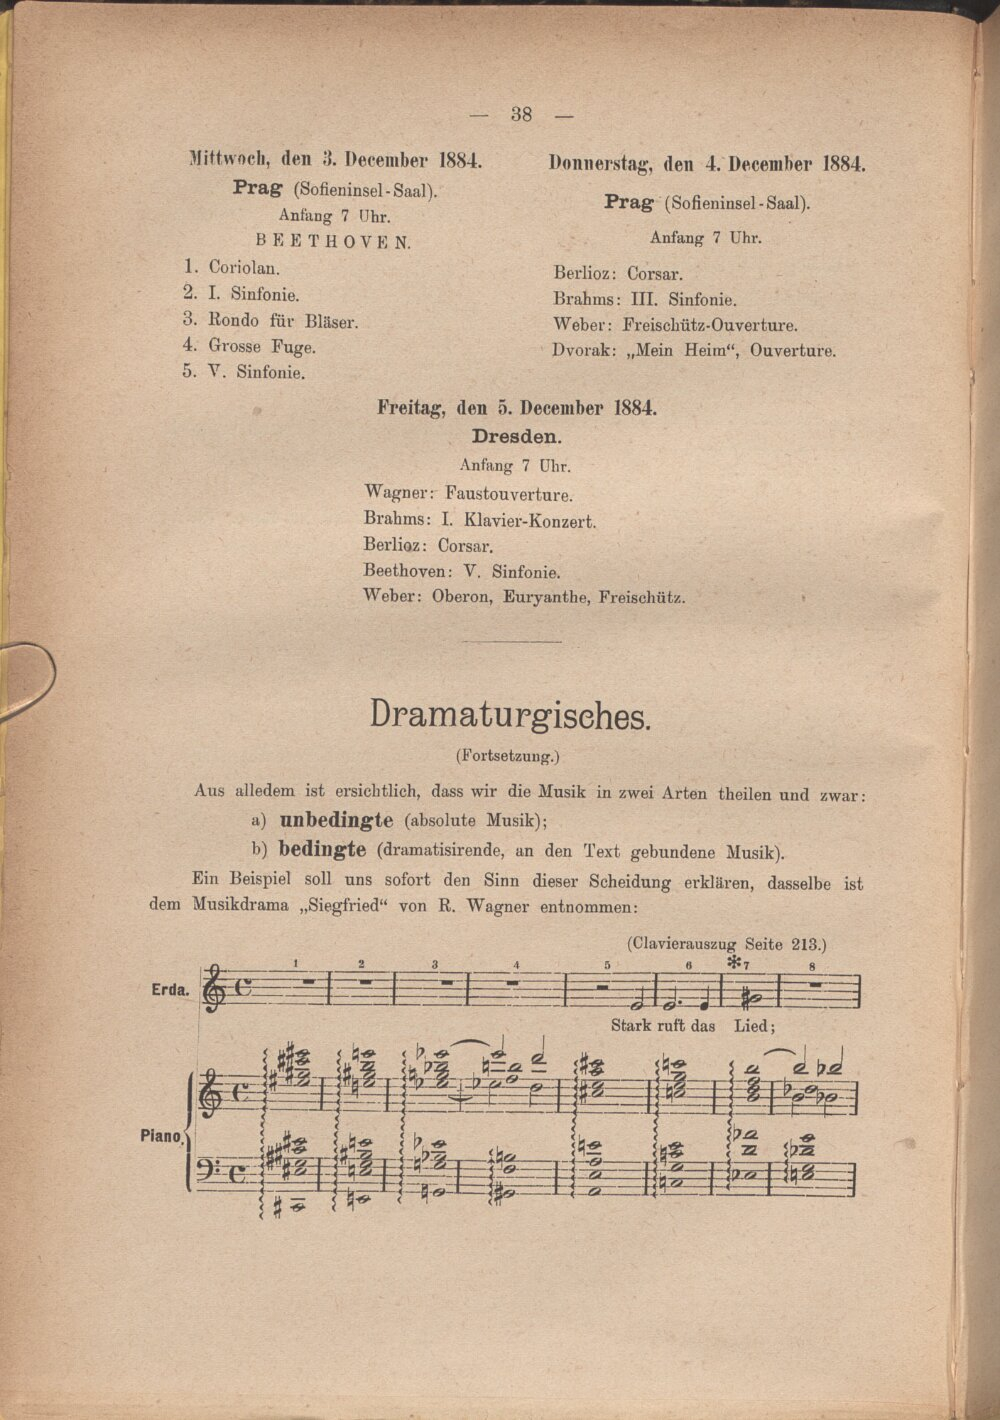 — 38 —
Mittwoch, den 3. December 1884.
Prag (Sofieninsel-Saal).
Anfang 7 Uhr.
BEETHOVEN.
1. Coriolan.
2. I. Sinfonie.
3. Rondo für Bläser.
4. Grosse Fuge.
5. V. Sinfonie.
Donnerstag, den 4. December 1884.
Prag (Sofieninsel-Saal).
Anfang 7 Uhr.
Berlioz: Corsar.
Brahms: III. Sinfonie.
Weber: Freischütz-Ouverture.
Dvorak: „Mein Heim“, Ouverture.
Freitag, den 5. December 1884.
Dresden.
Anfang 7 Uhr.
Wagner: Faustouverture.
Brahms: I. Klavier-Konzert.
Berlioz: Corsar.
Beethoven: V. Sinfonie.
Weber: Oberon, Euryanthe, Freischütz.
Dramaturgisches.
(Fortsetzung.)
Aus alledem ist ersichtlich, dass wir die Musik in zwei Arten theilen und zwar:
a) unbedingte (absolute Musik);
b) bedingte (dramatisirende, an den Text gebundene Musik).
Ein Beispiel soll uns sofort den Sinn dieser Scheidung erklären, dasselbe ist
dem Musikdrama „Siegfried“ von R. Wagner entnommen:
(Clavierauszug Seite 213.)
1 2 3 4 5 6 *7 8
Erda.
Stark ruft das Lied;
Piano.